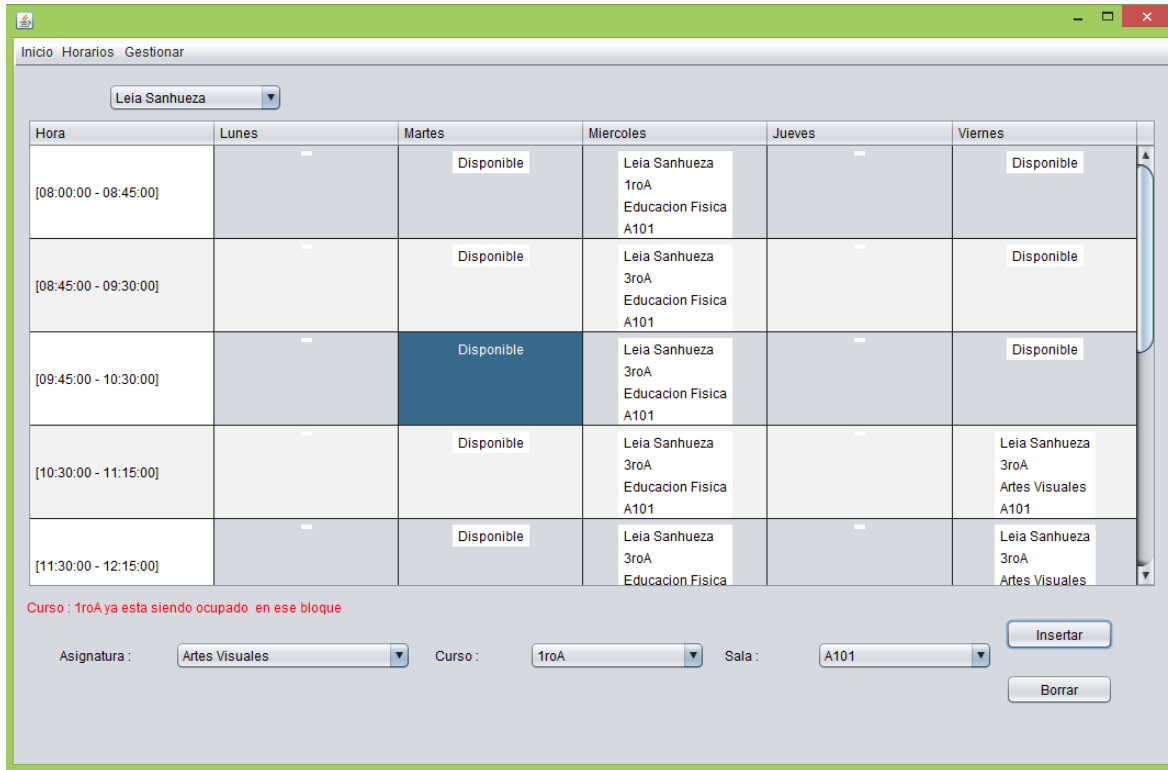 Inicio Horarios Gestionar
Leia Sanhueza
Hora Lunes Martes Miercoles Jueves Viernes
[08:00:00 - 08:45:00]
Disponible
Leia Sanhueza
1roA
Educacion Fisica
A101
Disponible
[08:45:00 - 09:30:00]
Disponible
Leia Sanhueza
3roA
Educacion Fisica
A101
Disponible
[09:45:00 - 10:30:00]
Disponible
Leia Sanhueza
3roA
Educacion Fisica
A101
Disponible
[10:30:00 - 11:15:00]
Disponible
Leia Sanhueza
3roA
Educacion Fisica
A101
Leia Sanhueza
3roA
Artes Visuales
A101
[11:30:00 - 12:15:00]
Disponible
Leia Sanhueza
3roA
Educacion Fisica
Leia Sanhueza
3roA
Artes Visuales
Curso : 1roA ya esta siendo ocupado en ese bloque
Asignatura : Artes Visuales Curso : 1roA Sala : A101
Insertar
Borrar